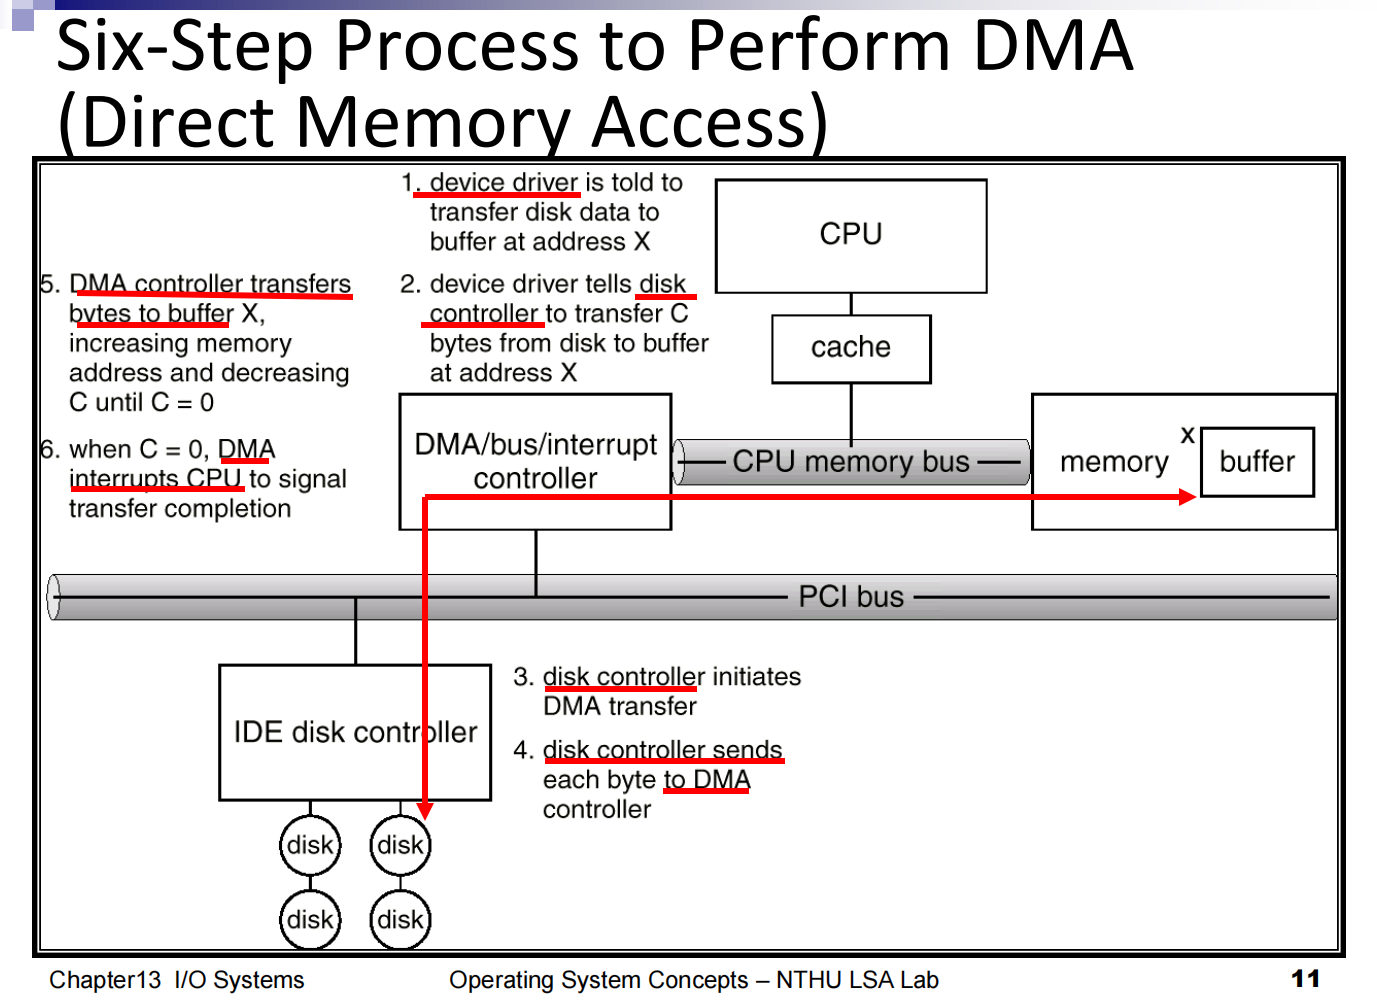 Six-Step Process to Perform DMA
(Direct Memory Access)
1. device driver is told to
transfer disk data to
buffer at address X
2. device driver tells disk
controller to transfer C
bytes from disk to buffer
at address X
5. DMA controller transfers
bytes to buffer X,
increasing memory
address and decreasing
C until C = 0
6. when C = 0, DMA
interrupts CPU to signal
transfer completion
CPU
cache
DMA/bus/interrupt
controller
CPU memory bus
memory
x
buffer
PCI bus
IDE disk controller
3. disk controller initiates
DMA transfer
4. disk controller sends
each byte to DMA
controller
disk
disk
disk
disk
Chapter13 I/O Systems
Operating System Concepts – NTHU LSA Lab
11